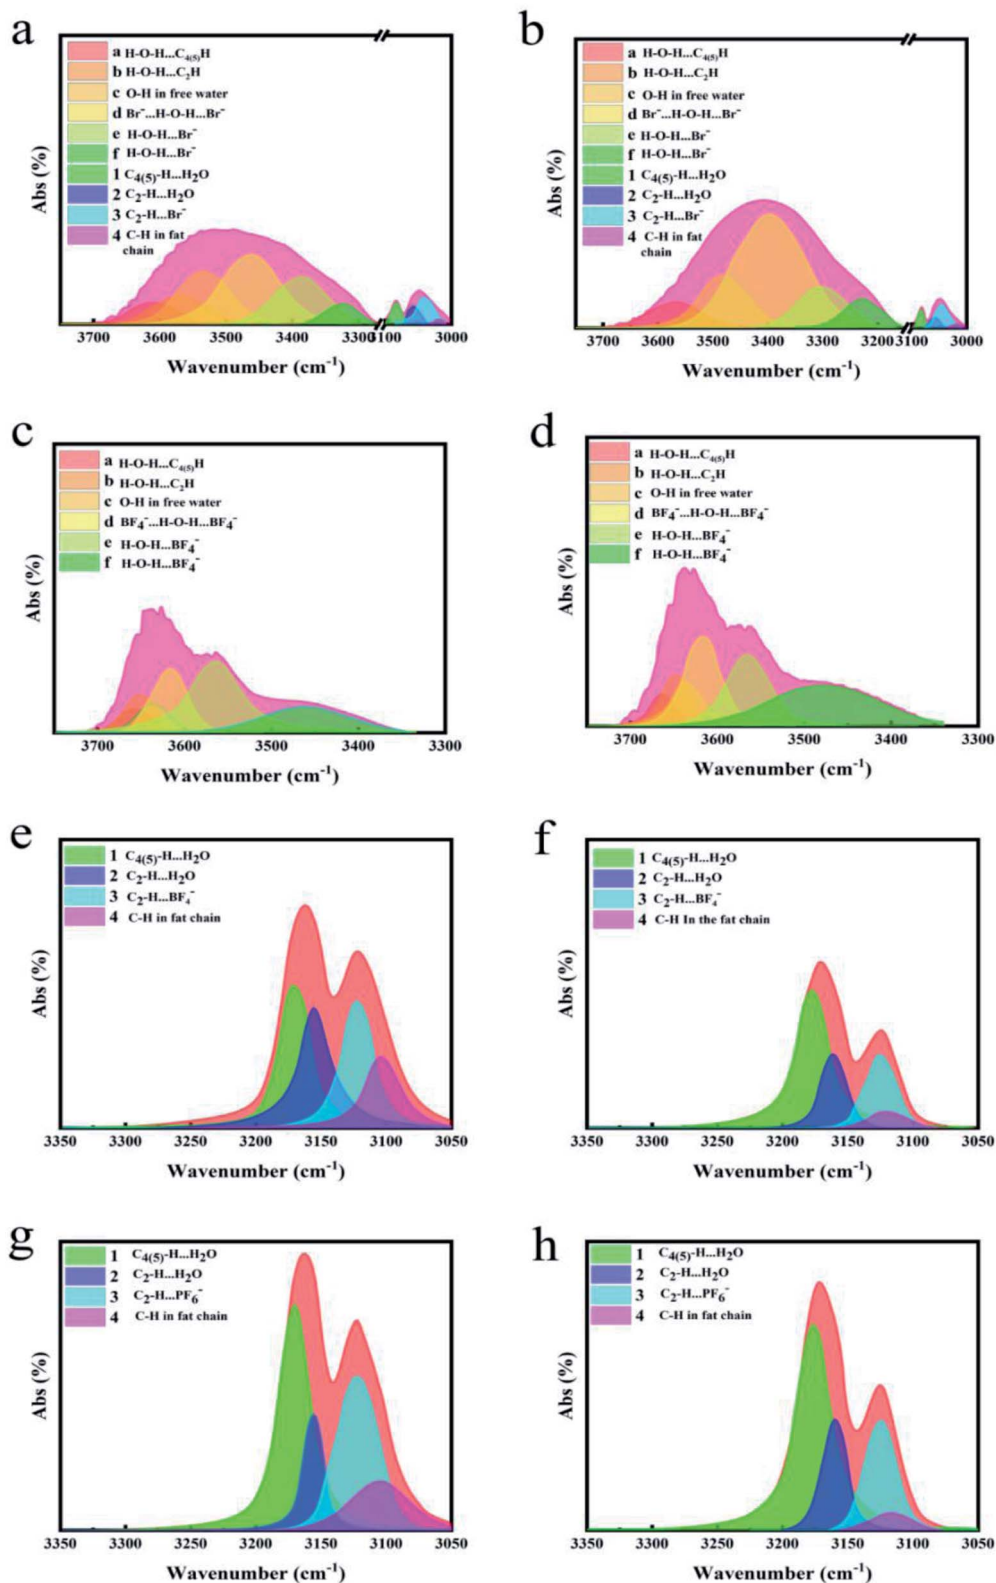 a
a H-O-H...C4(5)H
b H-O-H...C2H
c O-H in free water
d Br⁻...H-O-H...Br⁻
e H-O-H...Br⁻
f H-O-H...Br⁻
1 C4(5)-H...H2O
2 C2-H...H2O
3 C2-H...Br⁻
4 C-H in fat
chain
Abs (%)
3700 3600 3500 3400 3300 3100 3000
Wavenumber (cm⁻¹)
b
a H-O-H...C4(5)H
b H-O-H...C2H
c O-H in free water
d Br⁻...H-O-H...Br⁻
e H-O-H...Br⁻
f H-O-H...Br⁻
1 C4(5)-H...H2O
2 C2-H...H2O
3 C2-H...Br⁻
4 C-H in fat
chain
Abs (%)
3700 3600 3500 3400 3300 3200 3100 3000
Wavenumber (cm⁻¹)
c
a H-O-H...C4(5)H
b H-O-H...C2H
c O-H in free water
d BF4⁻...H-O-H...BF4⁻
e H-O-H...BF4⁻
f H-O-H...BF4⁻
Abs (%)
3700 3600 3500 3400 3300
Wavenumber (cm⁻¹)
d
a H-O-H...C4(5)H
b H-O-H...C2H
c O-H in free water
d BF4⁻...H-O-H...BF4⁻
e H-O-H...BF4⁻
f H-O-H...BF4⁻
Abs (%)
3700 3600 3500 3400 3300
Wavenumber (cm⁻¹)
e
1 C4(5)-H...H2O
2 C2-H...H2O
3 C2-H...BF4⁻
4 C-H in fat chain
Abs (%)
3350 3300 3250 3200 3150 3100 3050
Wavenumber (cm⁻¹)
f
1 C4(5)-H...H2O
2 C2-H...H2O
3 C2-H...BF4⁻
4 C-H In the fat chain
Abs (%)
3350 3300 3250 3200 3150 3100 3050
Wavenumber (cm⁻¹)
g
1 C4(5)-H...H2O
2 C2-H...H2O
3 C2-H...PF6⁻
4 C-H in fat chain
Abs (%)
3350 3300 3250 3200 3150 3100 3050
Wavenumber (cm⁻¹)
h
1 C4(5)-H...H2O
2 C2-H...H2O
3 C2-H...PF6⁻
4 C-H in fat chain
Abs (%)
3350 3300 3250 3200 3150 3100 3050
Wavenumber (cm⁻¹)